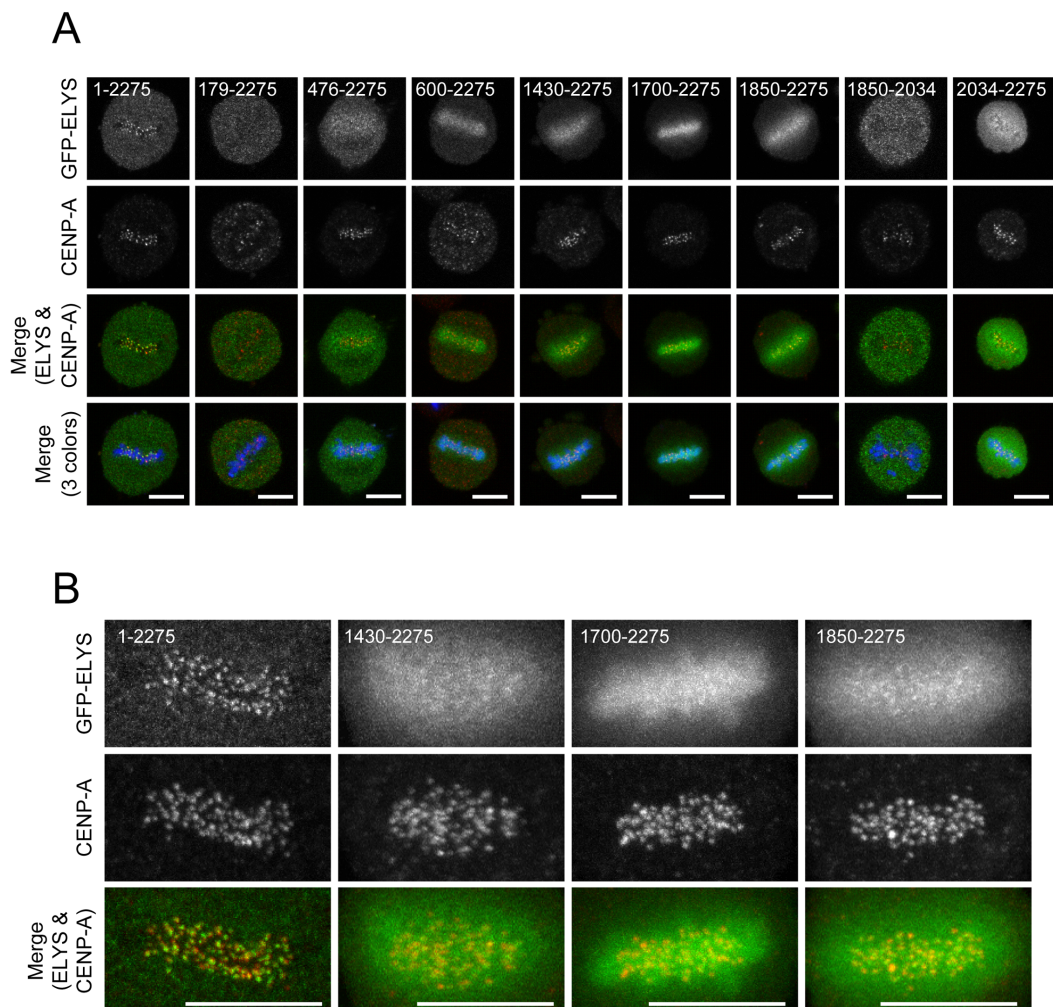 A
1-2275
179-2275
476-2275
600-2275
1430-2275
1700-2275
1850-2275
1850-2034
2034-2275
GFP-ELYS
CENP-A
Merge
(ELYS &
CENP-A)
Merge
(3 colors)
B
1-2275
1430-2275
1700-2275
1850-2275
GFP-ELYS
CENP-A
Merge
(ELYS &
CENP-A)